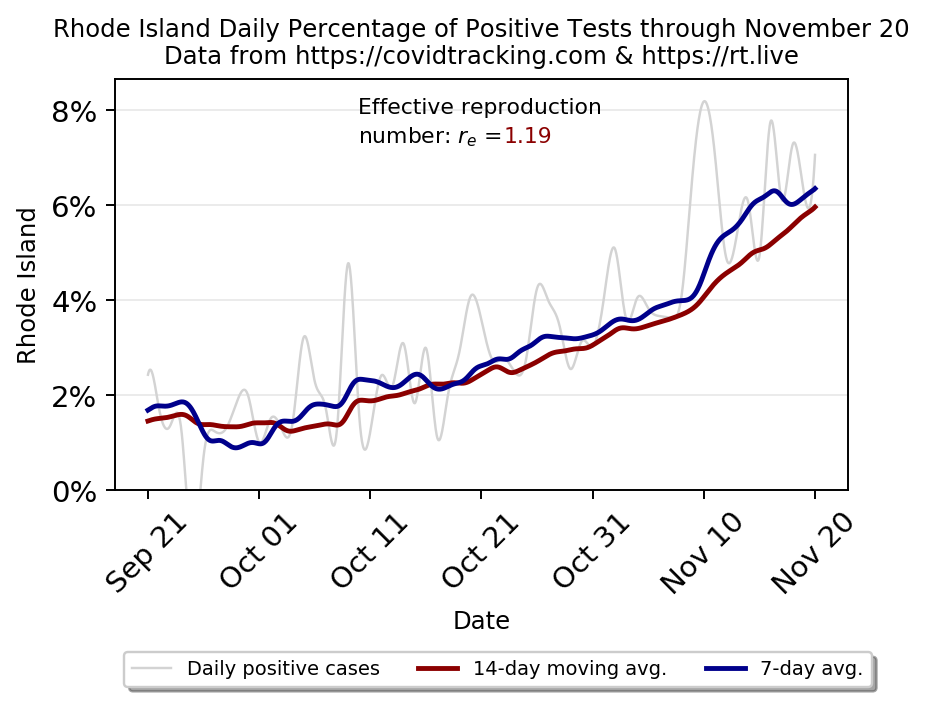 Rhode Island Daily Percentage of Positive Tests through November 20
Data from https://covidtracking.com & https://rt.live
Effective reproduction
number: rₑ =1.19
8%
6%
4%
2%
0%
Rhode Island
Sep 21
Oct 01
Oct 11
Oct 21
Oct 31
Nov 10
Nov 20
Date
Daily positive cases
14-day moving avg.
7-day avg.